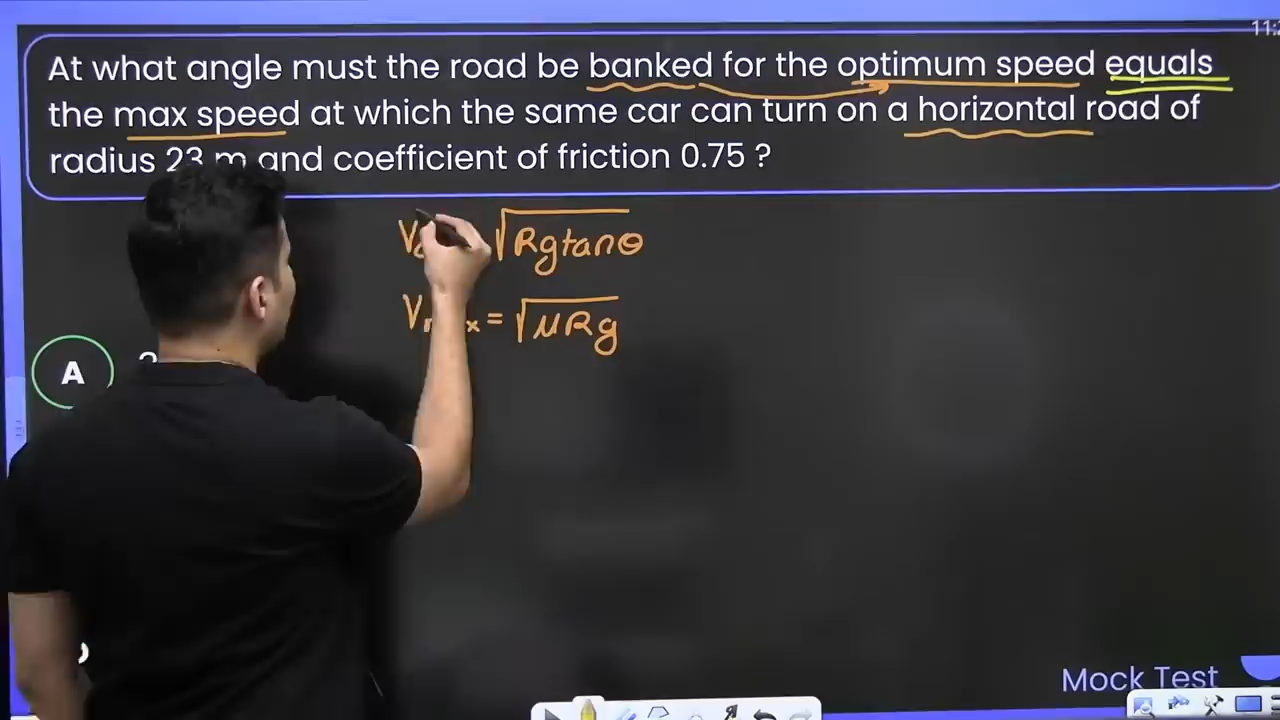 11:2
At what angle must the road be banked for the optimum speed equals
the max speed at which the same car can turn on a horizontal road of
radius 23 m and coefficient of friction 0.75 ?
√Rgtanθ
= √μRg
A
Mock Test